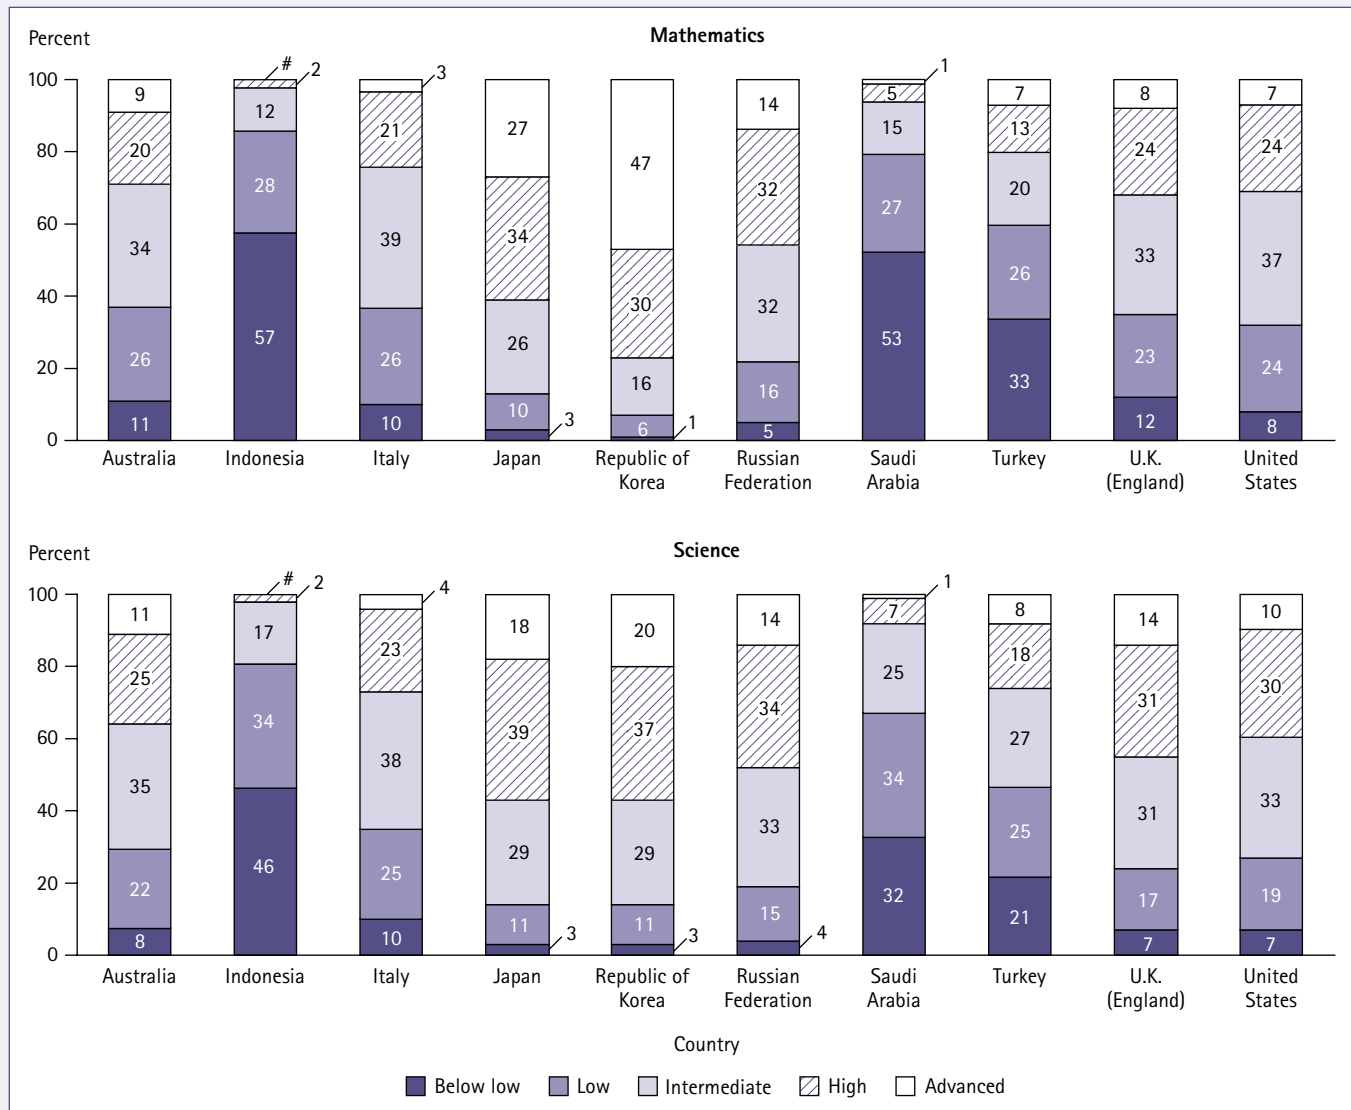 Mathematics
Percent
100
80
60
40
20
0
9
20
34
26
11
#
2
12
28
57
3
21
39
26
10
27
34
26
10
3
47
30
16
6
1
14
32
32
16
5
1
5
15
27
53
7
13
20
26
33
8
24
33
23
12
7
24
37
24
8
Australia
Indonesia
Italy
Japan
Republic of
Korea
Russian
Federation
Saudi
Arabia
Turkey
U.K.
(England)
United
States
Science
Percent
100
80
60
40
20
0
11
25
35
22
8
#
2
17
34
46
4
23
38
25
10
18
39
29
11
3
20
37
29
11
3
14
34
33
15
4
1
7
25
34
32
8
18
27
25
21
14
31
31
17
7
10
30
33
19
7
Australia
Indonesia
Italy
Japan
Republic of
Korea
Russian
Federation
Saudi
Arabia
Turkey
U.K.
(England)
United
States
Country
Below low
Low
Intermediate
High
Advanced